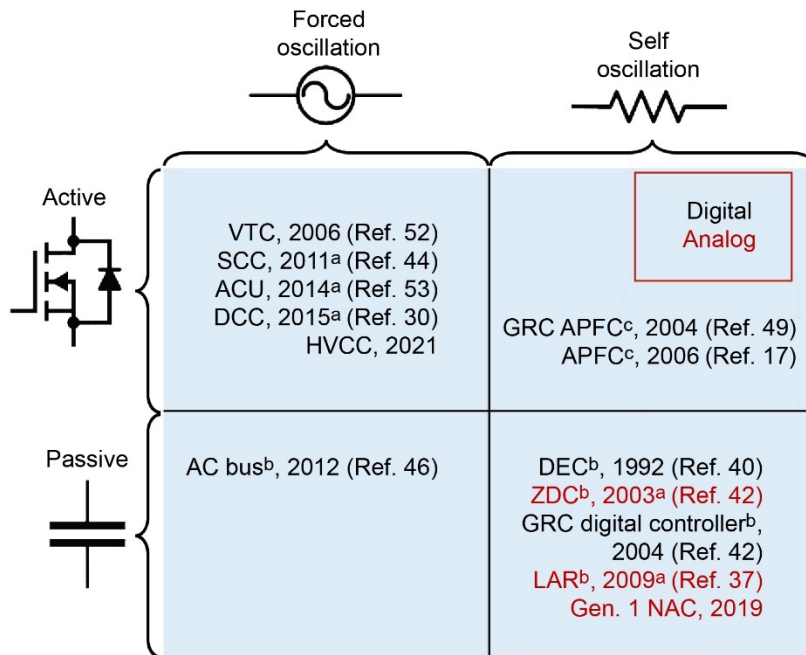 Forced
oscillation
Self
oscillation
Active
VTC, 2006 (Ref. 52)
SCC, 2011ᵃ (Ref. 44)
ACU, 2014ᵃ (Ref. 53)
DCC, 2015ᵃ (Ref. 30)
HVCC, 2021
Digital
Analog
GRC APFCᶜ, 2004 (Ref. 49)
APFCᶜ, 2006 (Ref. 17)
Passive
AC busᵇ, 2012 (Ref. 46)
DECᵇ, 1992 (Ref. 40)
ZDCᵇ, 2003ᵃ (Ref. 42)
GRC digital controllerᵇ,
2004 (Ref. 42)
LARᵇ, 2009ᵃ (Ref. 37)
Gen. 1 NAC, 2019